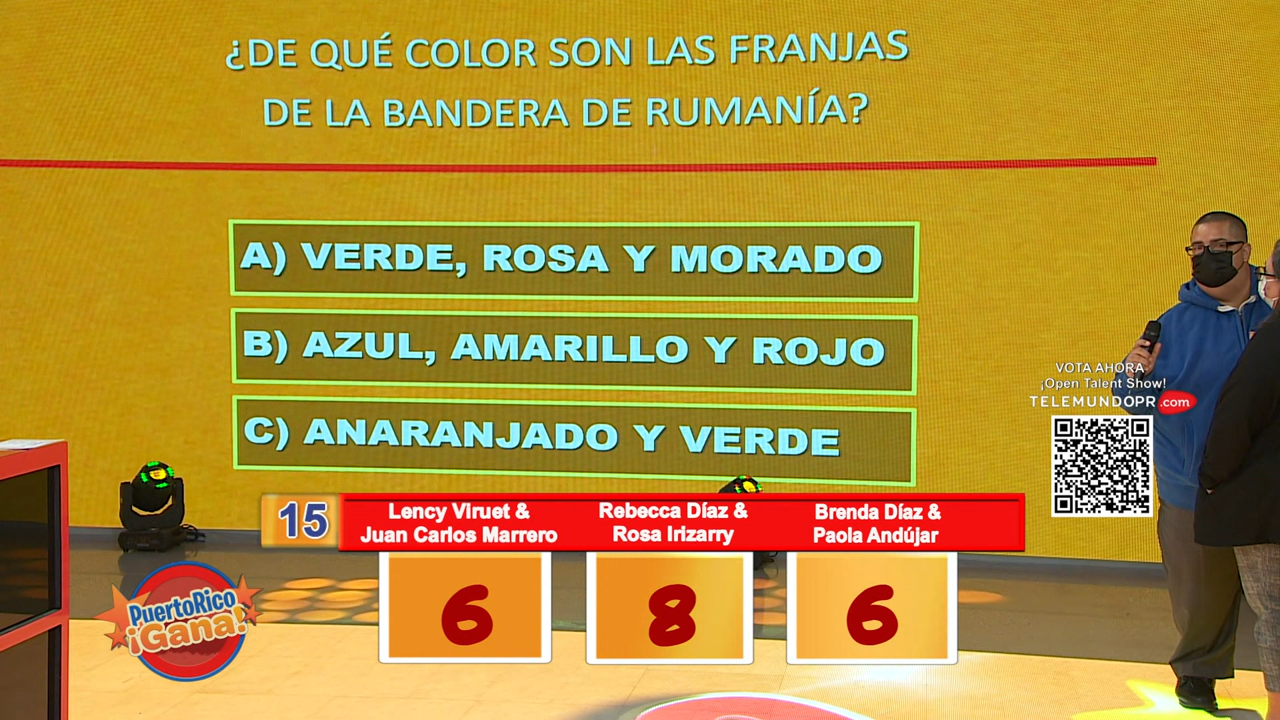 ¿DE QUÉ COLOR SON LAS FRANJAS
DE LA BANDERA DE RUMANÍA?
A) VERDE, ROSA Y MORADO
B) AZUL, AMARILLO Y ROJO
C) ANARANJADO Y VERDE
VOTA AHORA
¡Open Talent Show!
TELEMUNDOPR.com
15
Lency Viruet &
Juan Carlos Marrero
Rebecca Díaz &
Rosa Irizarry
Brenda Díaz &
Paola Andújar
6
8
6
PuertoRico
¡Gana!